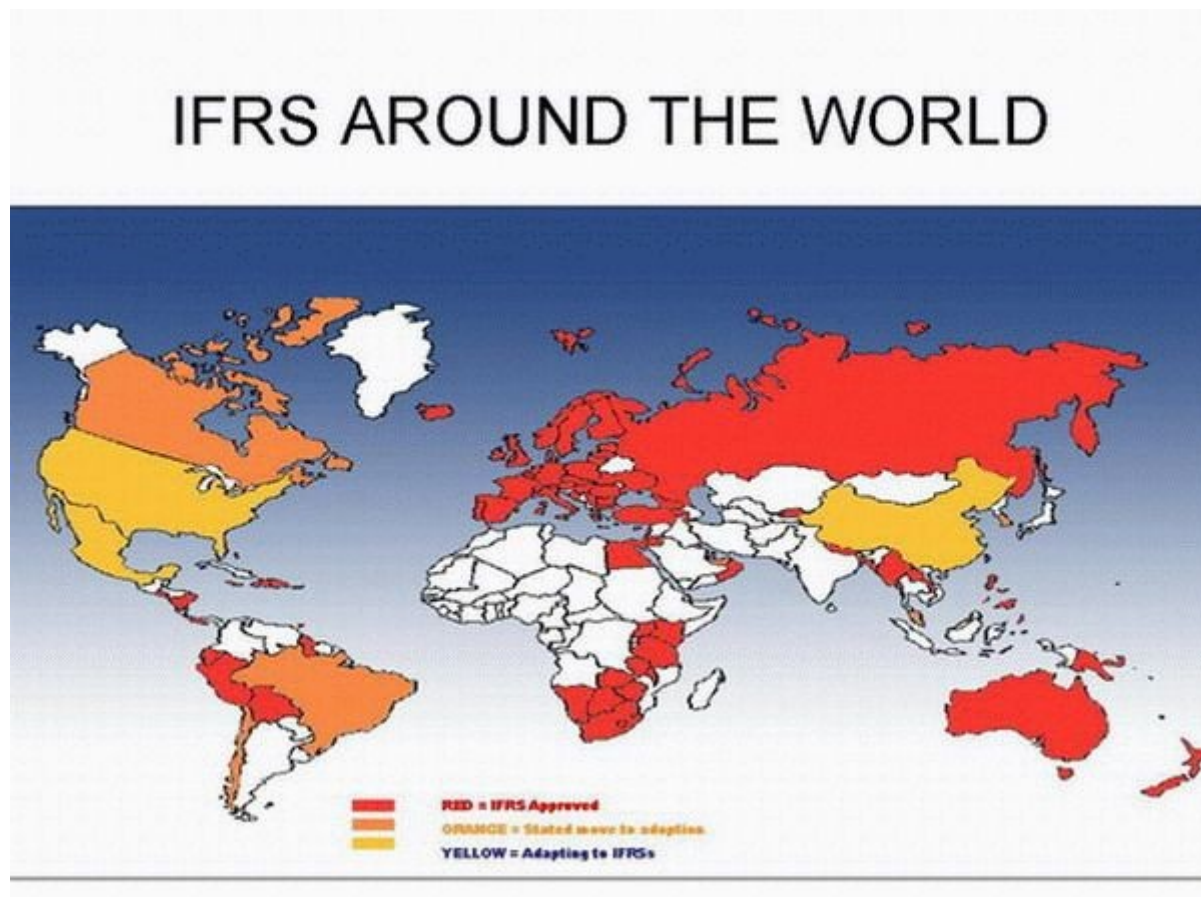 IFRS AROUND THE WORLD
RED = IFRS Approved
ORANGE = Stated move to adoption
YELLOW = Adapting to IFRSs